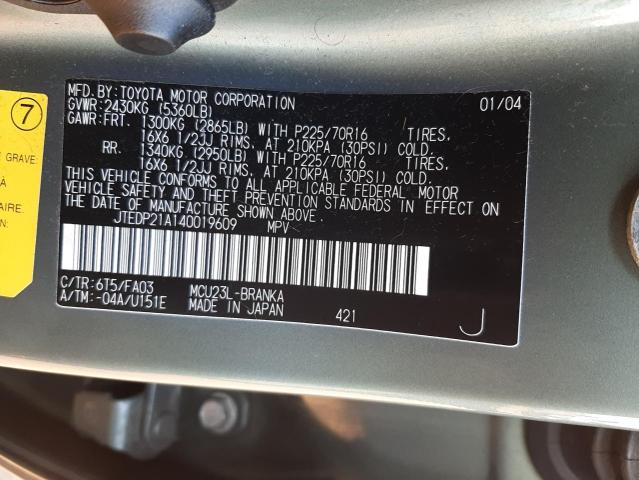 7
E GRAVE:
À
AIRE.
MFD. BY: TOYOTA MOTOR CORPORATION 01/04
GVWR: 2430KG (5360LB)
GAWR: FRT. 1300KG (2865LB) WITH P225/70R16 TIRES.
16X6 1/2JJ RIMS. AT 210KPA (30PSI) COLD.
RR. 1340KG (2950LB) WITH P225/70R16 TIRES.
16X6 1/2JJ RIMS. AT 210KPA (30PSI) COLD.
THIS VEHICLE CONFORMS TO ALL APPLICABLE FEDERAL MOTOR
VEHICLE SAFETY AND THEFT PREVENTION STANDARDS IN EFFECT ON
THE DATE OF MANUFACTURE SHOWN ABOVE.
JTEDP21A140019609 MPV
C/TR: 6T5/FA03 MCU23L-BRANKA
A/TM: -04A/U151E MADE IN JAPAN 421 J